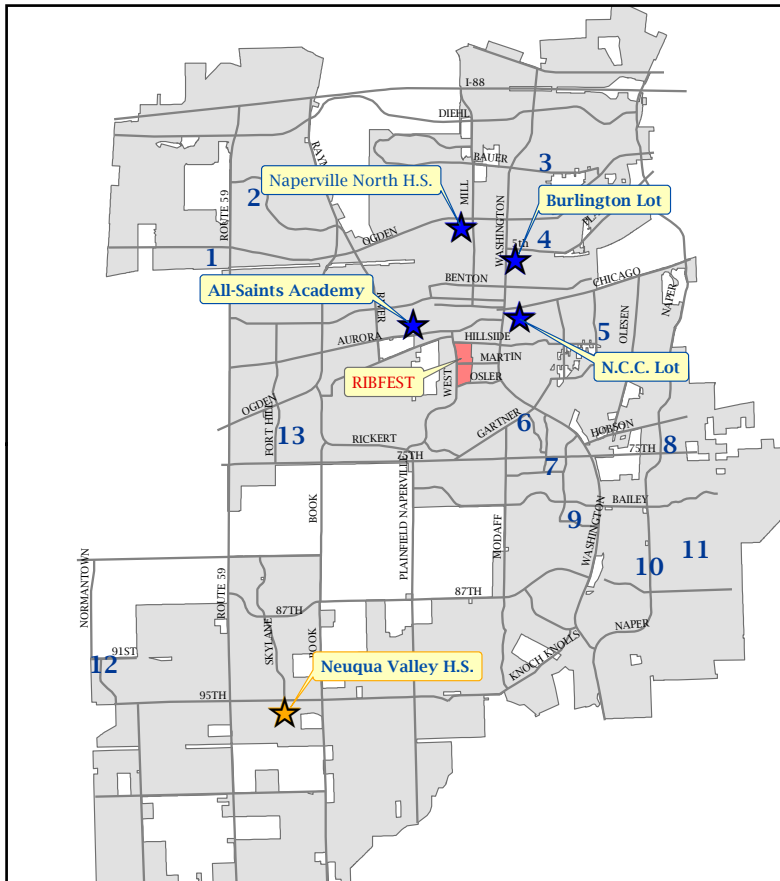 I-88
DIEHL
RAYM
BAUER
3
Naperville North H.S.
MILL
2
ROUTE 59
WASHINGTON
Burlington Lot
OGDEN
5th
4
PL
1
BENTON
CHICAGO
All-Saints Academy
NAPER
OLESEN
AURORA
HILLSIDE
5
MARTIN
N.C.C. Lot
RIBFEST
WEST
OSLER
OGDEN
FORT HILL
13
GARTNER
6
HOBSON
RICKERT
75TH
75TH
8
7
PLAINFIELD NAPERVILLE
BOOK
BAILEY
MODAFF
9
WASHINGTON
11
10
NORMANTOWN
ROUTE 59
87TH
87TH
SKYLANE
BOOK
NAPER
91ST
12
KNOCH KNOLLS
Neuqua Valley H.S.
95TH